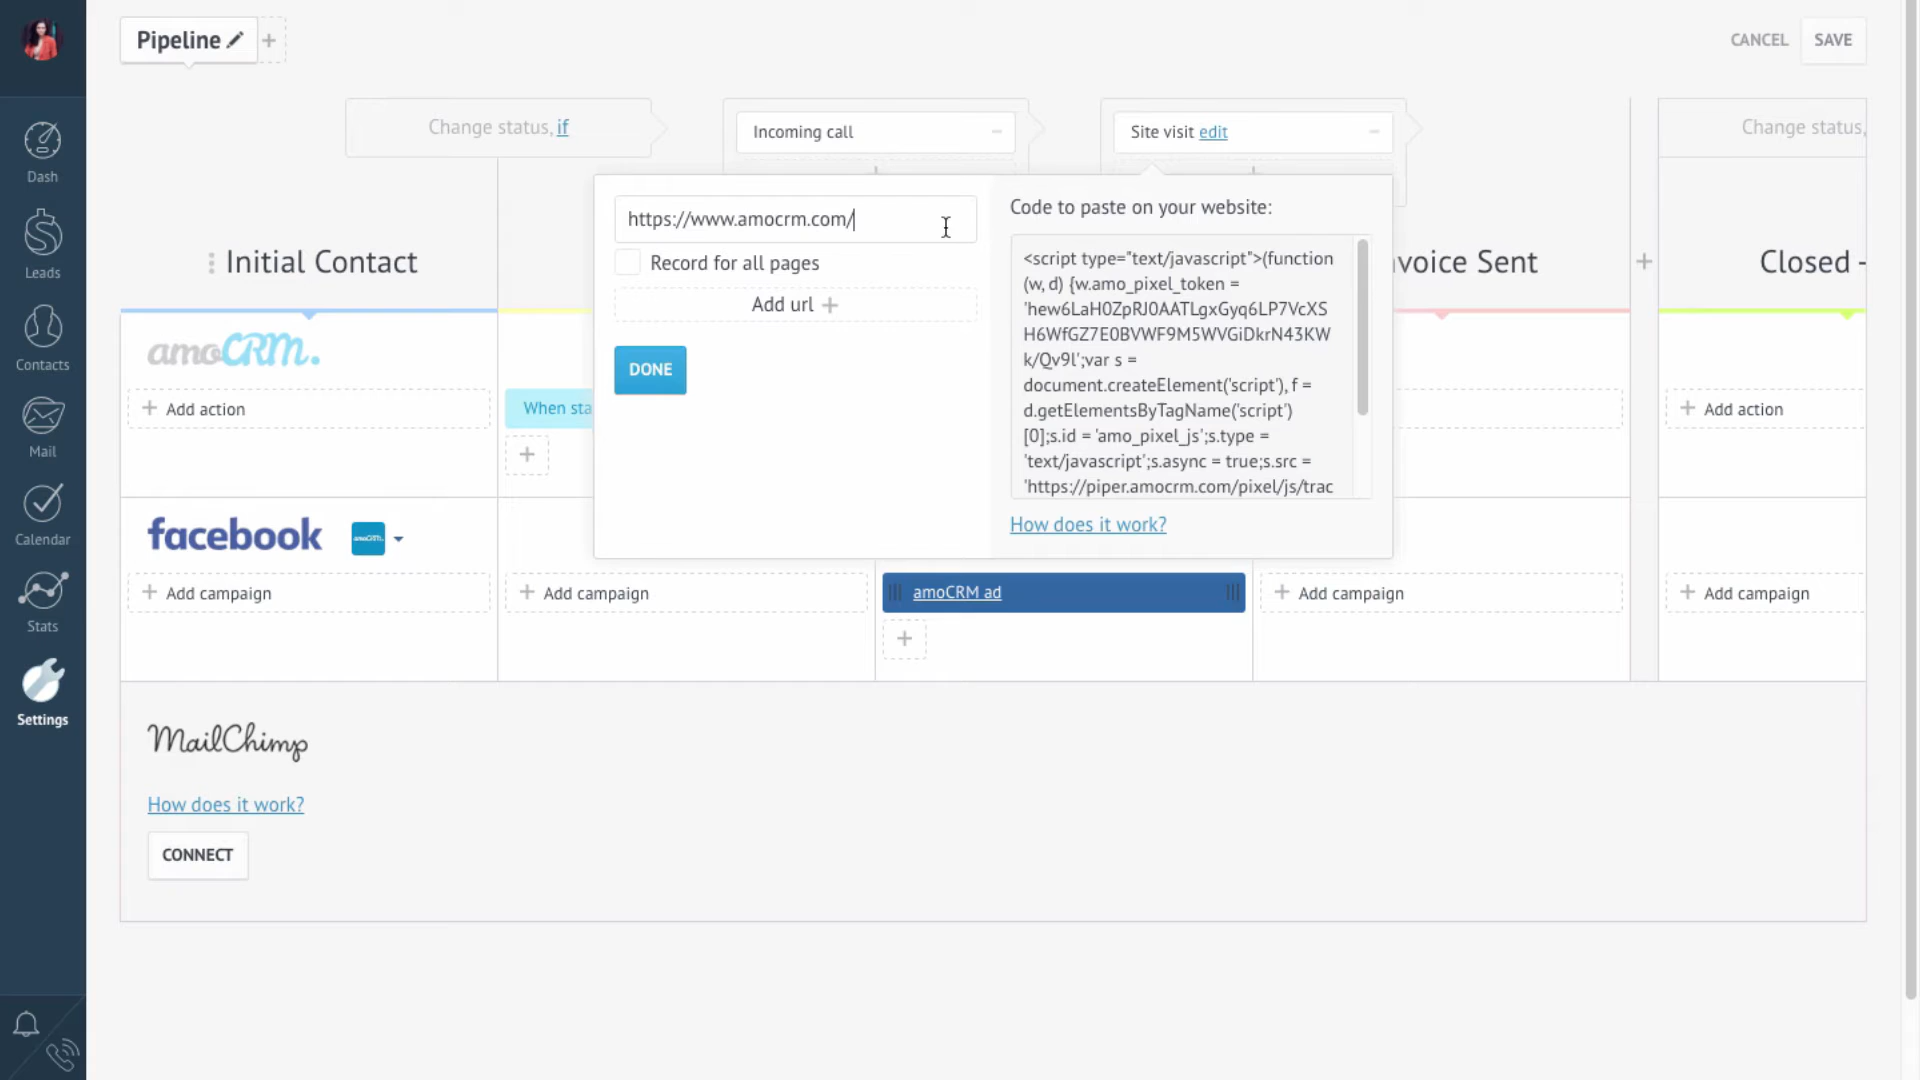 Pipeline
CANCEL
SAVE
Change status, if
Incoming call
Site visit edit
Change status,
Dash
Leads
Contacts
Mail
Calendar
Stats
Settings
https://www.amocrm.com/
Record for all pages
Add url
DONE
Code to paste on your website:
<script type="text/javascript">(function
(w, d) {w.amo_pixel_token =
'hew6LaH0ZpRJ0AATLgxGyq6LP7VcXS
H6WfGZ7E0BVWF9M5WVGiDkrN43KW
k/Qv9l';var s =
document.createElement('script'), f =
d.getElementsByTagName('script')
[0];s.id = 'amo_pixel_js';s.type =
'text/javascript';s.async = true;s.src =
'https://piper.amocrm.com/pixel/js/trac
How does it work?
Initial Contact
voice Sent
Closed -
amoCRM.
Add action
When sta
Add action
facebook
amoCRM.
Add campaign
Add campaign
amoCRM ad
Add campaign
Add campaign
MailChimp
How does it work?
CONNECT